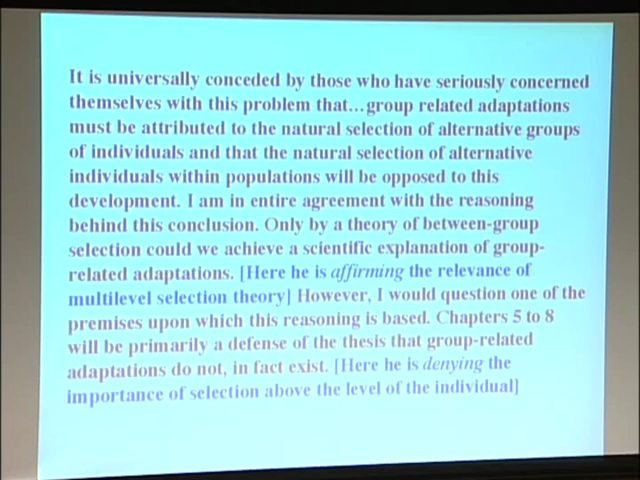 It is universally conceded by those who have seriously concerned
themselves with this problem that…group related adaptations
must be attributed to the natural selection of alternative groups
of individuals and that the natural selection of alternative
individuals within populations will be opposed to this
development. I am in entire agreement with the reasoning
behind this conclusion. Only by a theory of between-group
selection could we achieve a scientific explanation of group-
related adaptations. [Here he is affirming the relevance of
multilevel selection theory] However, I would question one of the
premises upon which this reasoning is based. Chapters 5 to 8
will be primarily a defense of the thesis that group-related
adaptations do not, in fact exist. [Here he is denying the
importance of selection above the level of the individual]